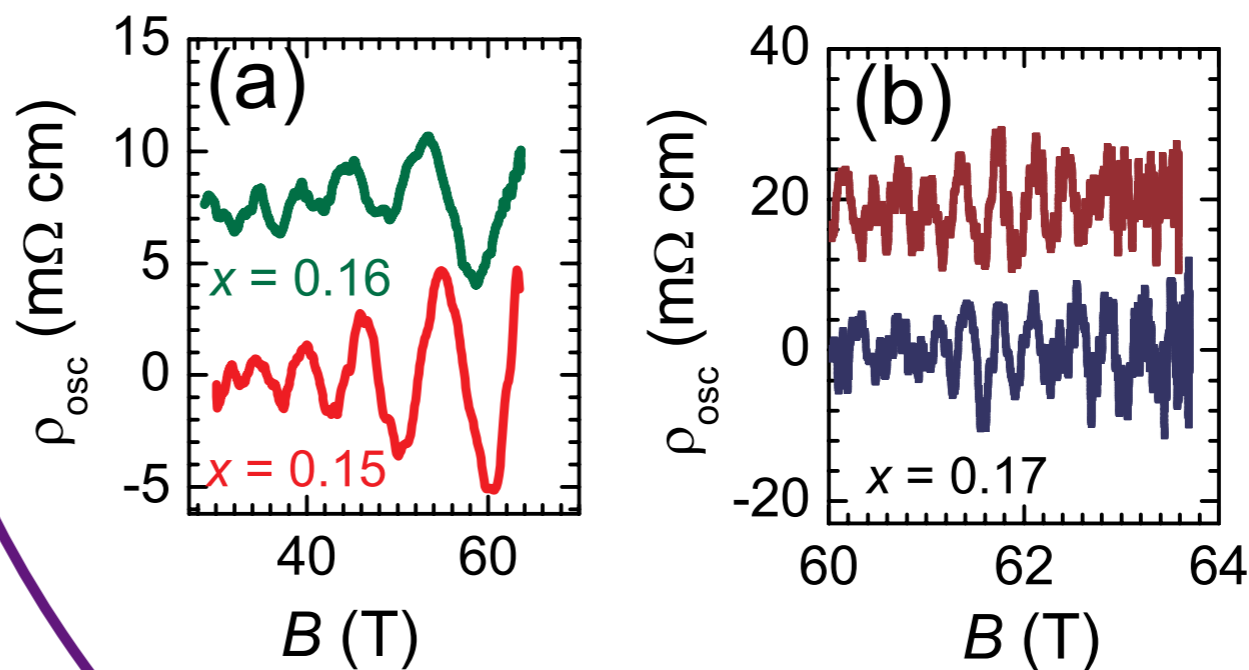 (a)
15
10
5
0
-5
ρosc (mΩ cm)
x = 0.16
x = 0.15
40 60
B (T)
(b)
40
20
0
-20
ρosc (mΩ cm)
x = 0.17
60 62 64
B (T)